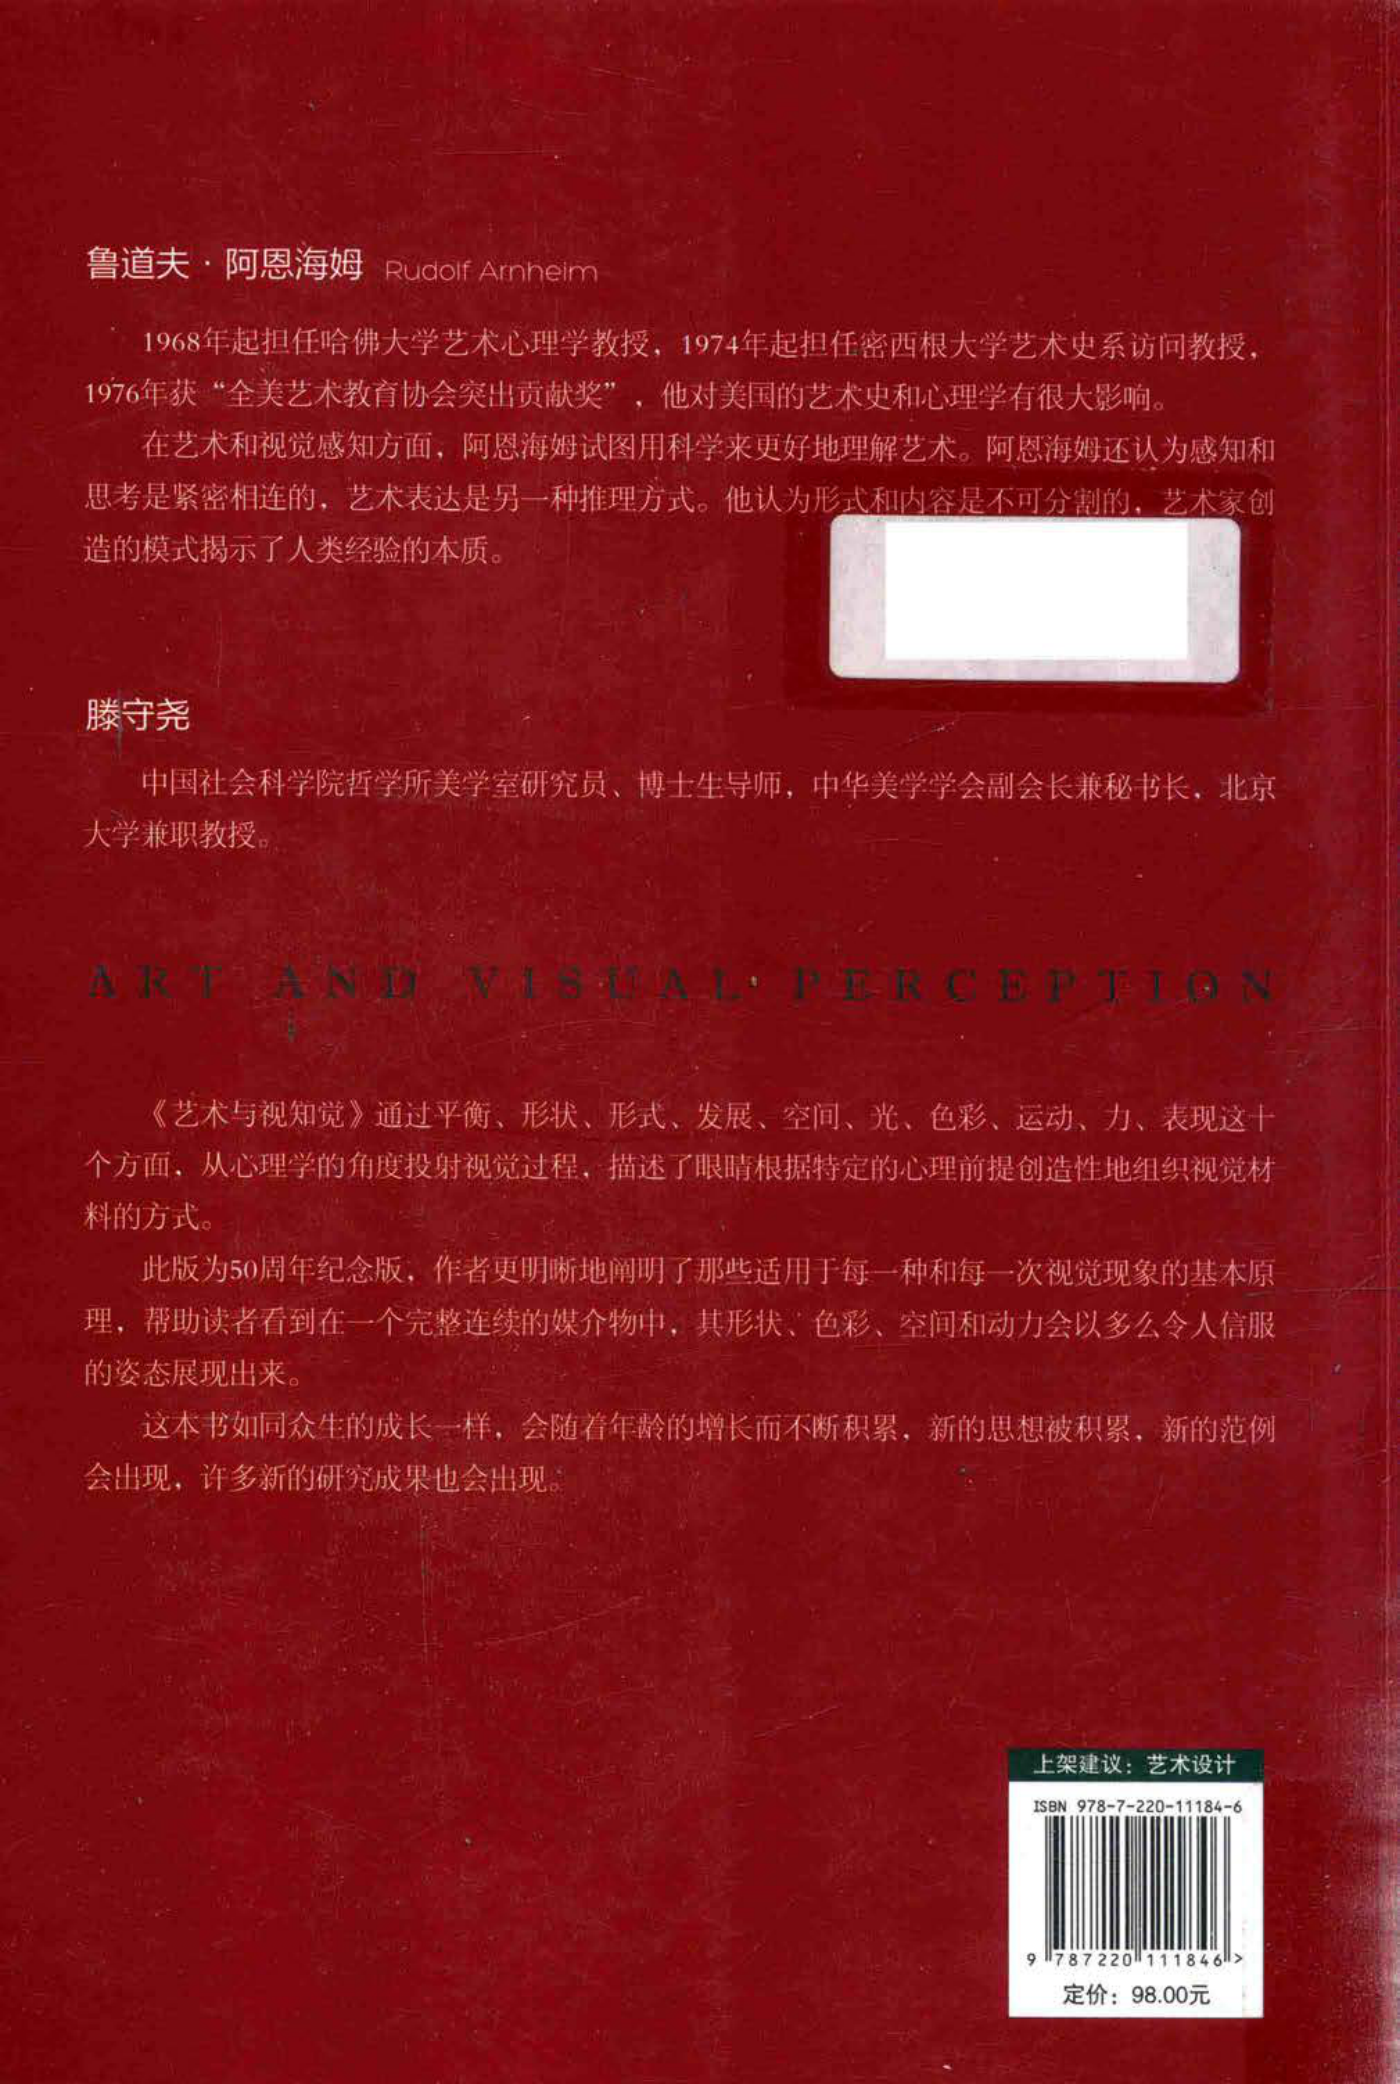 鲁道夫·阿恩海姆 Rudolf Arnheim
1968年起担任哈佛大学艺术心理学教授，1974年起担任密西根大学艺术史系访问教授，
1976年获“全美艺术教育协会突出贡献奖”，他对美国的艺术史和心理学有很大影响。
在艺术和视觉感知方面，阿恩海姆试图用科学来更好地理解艺术。阿恩海姆还认为感知和
思考是紧密相连的，艺术表达是另一种推理方式。他认为形式和内容是不可分割的，艺术家创
造的模式揭示了人类经验的本质。
滕守尧
中国社会科学院哲学所美学室研究员、博士生导师，中华美学学会副会长兼秘书长，北京
大学兼职教授。
ART AND VISUAL PERCEPTION
《艺术与视知觉》通过平衡、形状、形式、发展、空间、光、色彩、运动、力、表现这十
个方面，从心理学的角度投射视觉过程，描述了眼睛根据特定的心理前提创造性地组织视觉材
料的方式。
此版为50周年纪念版，作者更明晰地阐明了那些适用于每一种和每一次视觉现象的基本原
理，帮助读者看到在一个完整连续的媒介物中，其形状、色彩、空间和动力会以多么令人信服
的姿态展现出来。
这本书如同众生的成长一样，会随着年龄的增长而不断积累，新的思想被积累，新的范例
会出现，许多新的研究成果也会出现。
上架建议：艺术设计
ISBN 978-7-220-11184-6
9 787220 111846 >
定价：98.00元